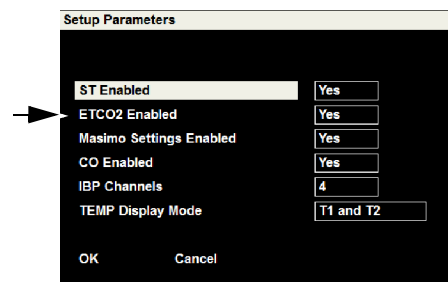 Setup Parameters
ST Enabled Yes
ETCO2 Enabled Yes
Masimo Settings Enabled Yes
CO Enabled Yes
IBP Channels 4
TEMP Display Mode T1 and T2
OK Cancel